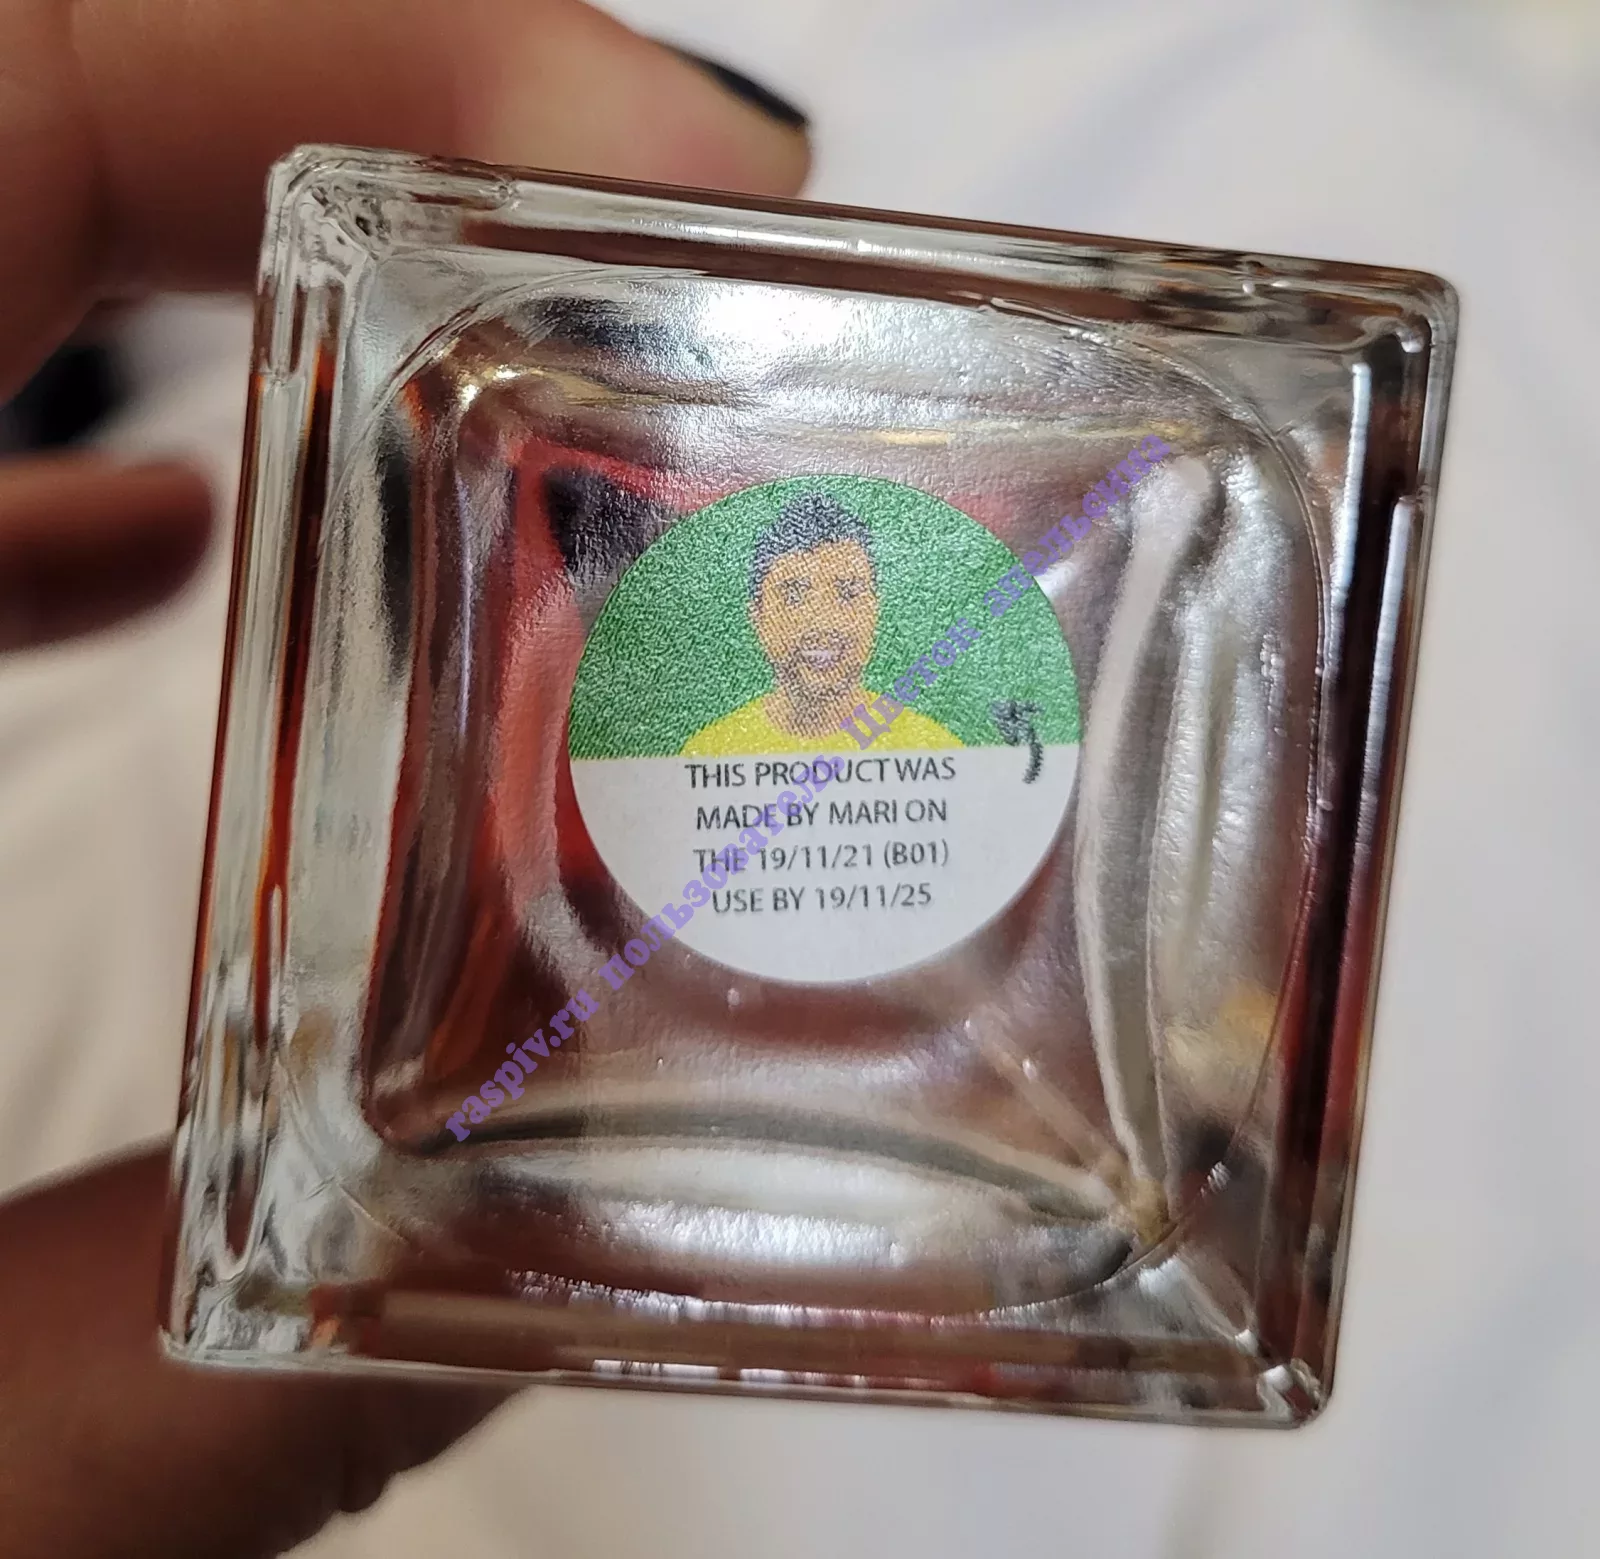 THIS PRODUCT WAS
MADE BY MARI ON
THE 19/11/21 (B01)
USE BY 19/11/25
raspiv.ru пользователь Цветок апельсина